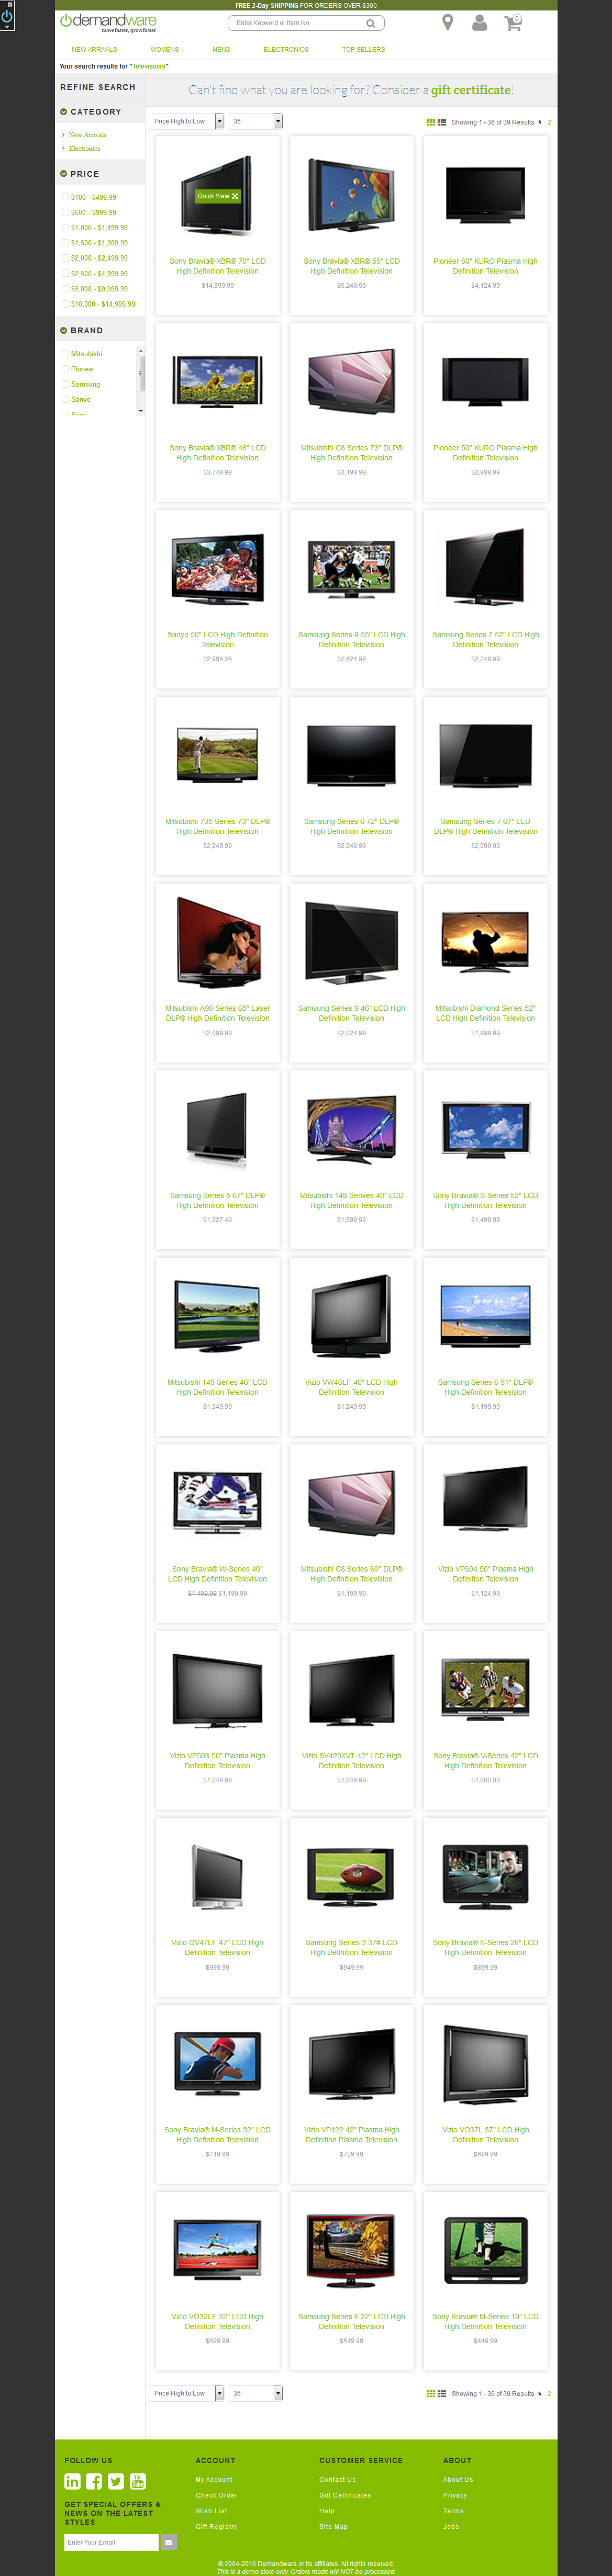 FREE 2-Day SHIPPING FOR ORDERS OVER $300
demandware
move faster, grow faster
Enter Keyword or Item No.
0
NEW ARRIVALS WOMENS MENS ELECTRONICS TOP SELLERS
Your search results for "Televisions"
REFINE SEARCH
CATEGORY
New Arrivals
Electronics
PRICE
$100 - $499.99
$500 - $999.99
$1,000 - $1,499.99
$1,500 - $1,999.99
$2,000 - $2,499.99
$2,500 - $4,999.99
$5,000 - $9,999.99
$10,000 - $14,999.99
BRAND
Mitsubishi
Pioneer
Samsung
Sanyo
Sony
Can't find what you are looking for? Consider a gift certificate!
Price High to Low 36 Showing 1 - 36 of 39 Results 1 2
Quick View
Sony Bravia® XBR® 70" LCD
High Definition Television
$14,999.99
Sony Bravia® XBR® 55" LCD
High Definition Television
$5,249.99
Pioneer 60" KURO Plasma High
Definition Television
$4,124.99
Sony Bravia® XBR® 46" LCD
High Definition Television
$3,749.99
Mitsubishi C8 Series 73" DLP®
High Definition Television
$3,199.99
Pioneer 50" KURO Plasma High
Definition Television
$2,999.99
Sanyo 50" LCD High Definition
Television
$2,996.25
Samsung Series 9 55" LCD High
Definition Television
$2,624.99
Samsung Series 7 52" LCD High
Definition Television
$2,249.99
Mitsubishi 735 Series 73" DLP®
High Definition Television
$2,249.99
Samsung Series 6 72" DLP®
High Definition Television
$2,249.99
Samsung Series 7 67" LED
DLP® High Definition Television
$2,099.99
Mitsubishi A90 Series 65" Laser
DLP® High Definition Television
$2,099.99
Samsung Series 9 46" LCD High
Definition Television
$2,024.99
Mitsubishi Diamond Series 52"
LCD High Definition Television
$1,999.99
Samsung Series 5 67" DLP®
High Definition Television
$1,927.49
Mitsubishi 148 Serives 40" LCD
High Definition Television
$1,599.99
Sony Bravia® S-Series 52" LCD
High Definition Television
$1,499.99
Mitsubishi 149 Series 46" LCD
High Definition Television
$1,349.99
Vizio VW46LF 46" LCD High
Definition Television
$1,249.99
Samsung Series 6 51" DLP®
High Definition Television
$1,199.99
Sony Bravia® W-Series 40"
LCD High Definition Television
$1,499.99 $1,199.99
Mitsubishi C8 Series 60" DLP®
High Definition Television
$1,199.99
Vizio VP504 50" Plasma High
Definition Television
$1,124.99
Vizio VP503 50" Plasma High
Definition Television
$1,049.99
Vizio SV420XVT 42" LCD High
Definition Television
$1,049.99
Sony Bravia® V-Series 42" LCD
High Definition Television
$1,000.00
Vizio GV47LF 47" LCD High
Definition Television
$999.99
Samsung Series 3 37# LCD
High Definition Television
$949.99
Sony Bravia® N-Series 26" LCD
High Definition Television
$899.99
Sony Bravia® M-Series 32" LCD
High Definition Television
$749.99
Vizio VP422 42" Plasma High
Definition Plasma Television
$729.99
Vizio VO37L 37" LCD High
Definition Television
$699.99
Vizio VO32LF 32" LCD High
Definition Television
$599.99
Samsung Series 6 22" LCD High
Definition Television
$549.99
Sony Bravia® M-Series 19" LCD
High Definition Television
$449.99
Price High to Low 36 Showing 1 - 36 of 39 Results 1 2
FOLLOW US
You Tube
GET SPECIAL OFFERS &
NEWS ON THE LATEST
STYLES
Enter Your Email
ACCOUNT
My Account
Check Order
Wish List
Gift Registry
CUSTOMER SERVICE
Contact Us
Gift Certificates
Help
Site Map
ABOUT
About Us
Privacy
Terms
Jobs
© 2004-2016 Demandware or its affiliates. All rights reserved.
This is a demo store only. Orders made will NOT be processed.